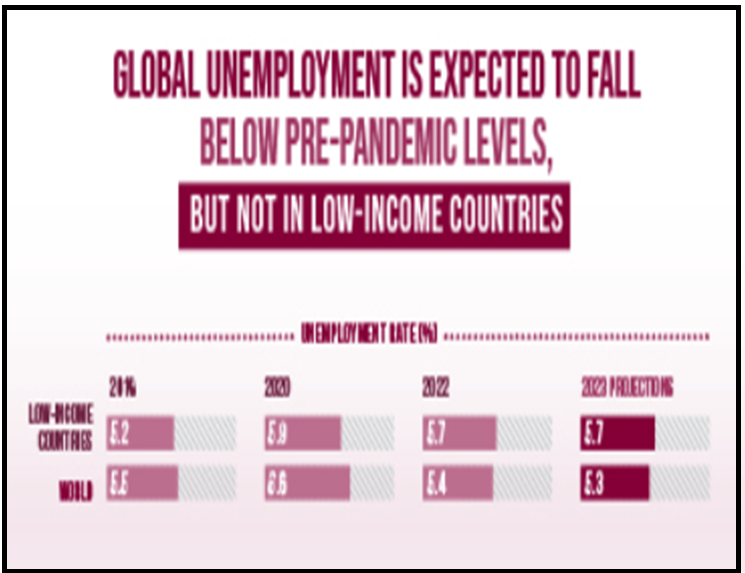 GLOBAL UNEMPLOYMENT IS EXPECTED TO FALL
BELOW PRE-PANDEMIC LEVELS,
BUT NOT IN LOW-INCOME COUNTRIES
UNEMPLOYMENT RATE (%)
2019 2020 2022 2023 PROJECTIONS
LOW-INCOME
COUNTRIES 5.2 5.9 5.7 5.7
WORLD 5.5 6.6 5.4 5.3